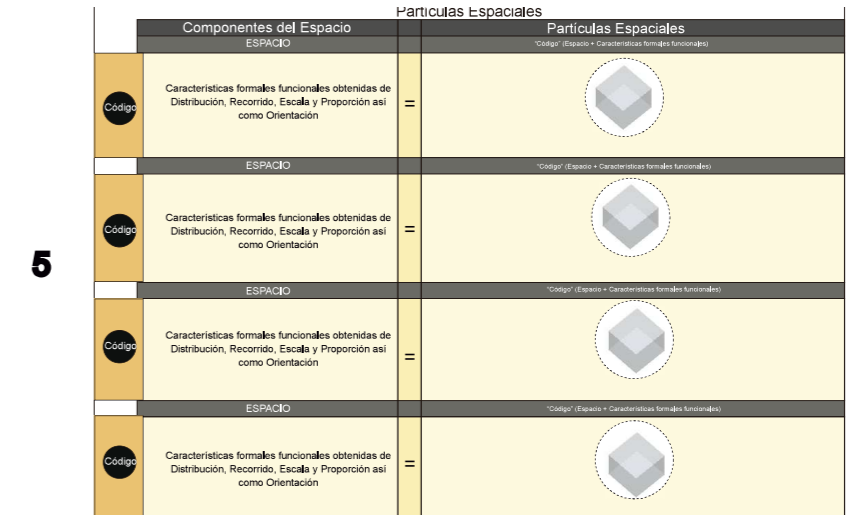 Partículas Espaciales
Componentes del Espacio
Partículas Espaciales
ESPACIO
"Código" (Espacio + Características formales funcionales)
Código
Características formales funcionales obtenidas de
Distribución, Recorrido, Escala y Proporción así
como Orientación
=
ESPACIO
"Código" (Espacio + Características formales funcionales)
Código
Características formales funcionales obtenidas de
Distribución, Recorrido, Escala y Proporción así
como Orientación
=
5
ESPACIO
"Código" (Espacio + Características formales funcionales)
Código
Características formales funcionales obtenidas de
Distribución, Recorrido, Escala y Proporción así
como Orientación
=
ESPACIO
"Código" (Espacio + Características formales funcionales)
Código
Características formales funcionales obtenidas de
Distribución, Recorrido, Escala y Proporción así
como Orientación
=